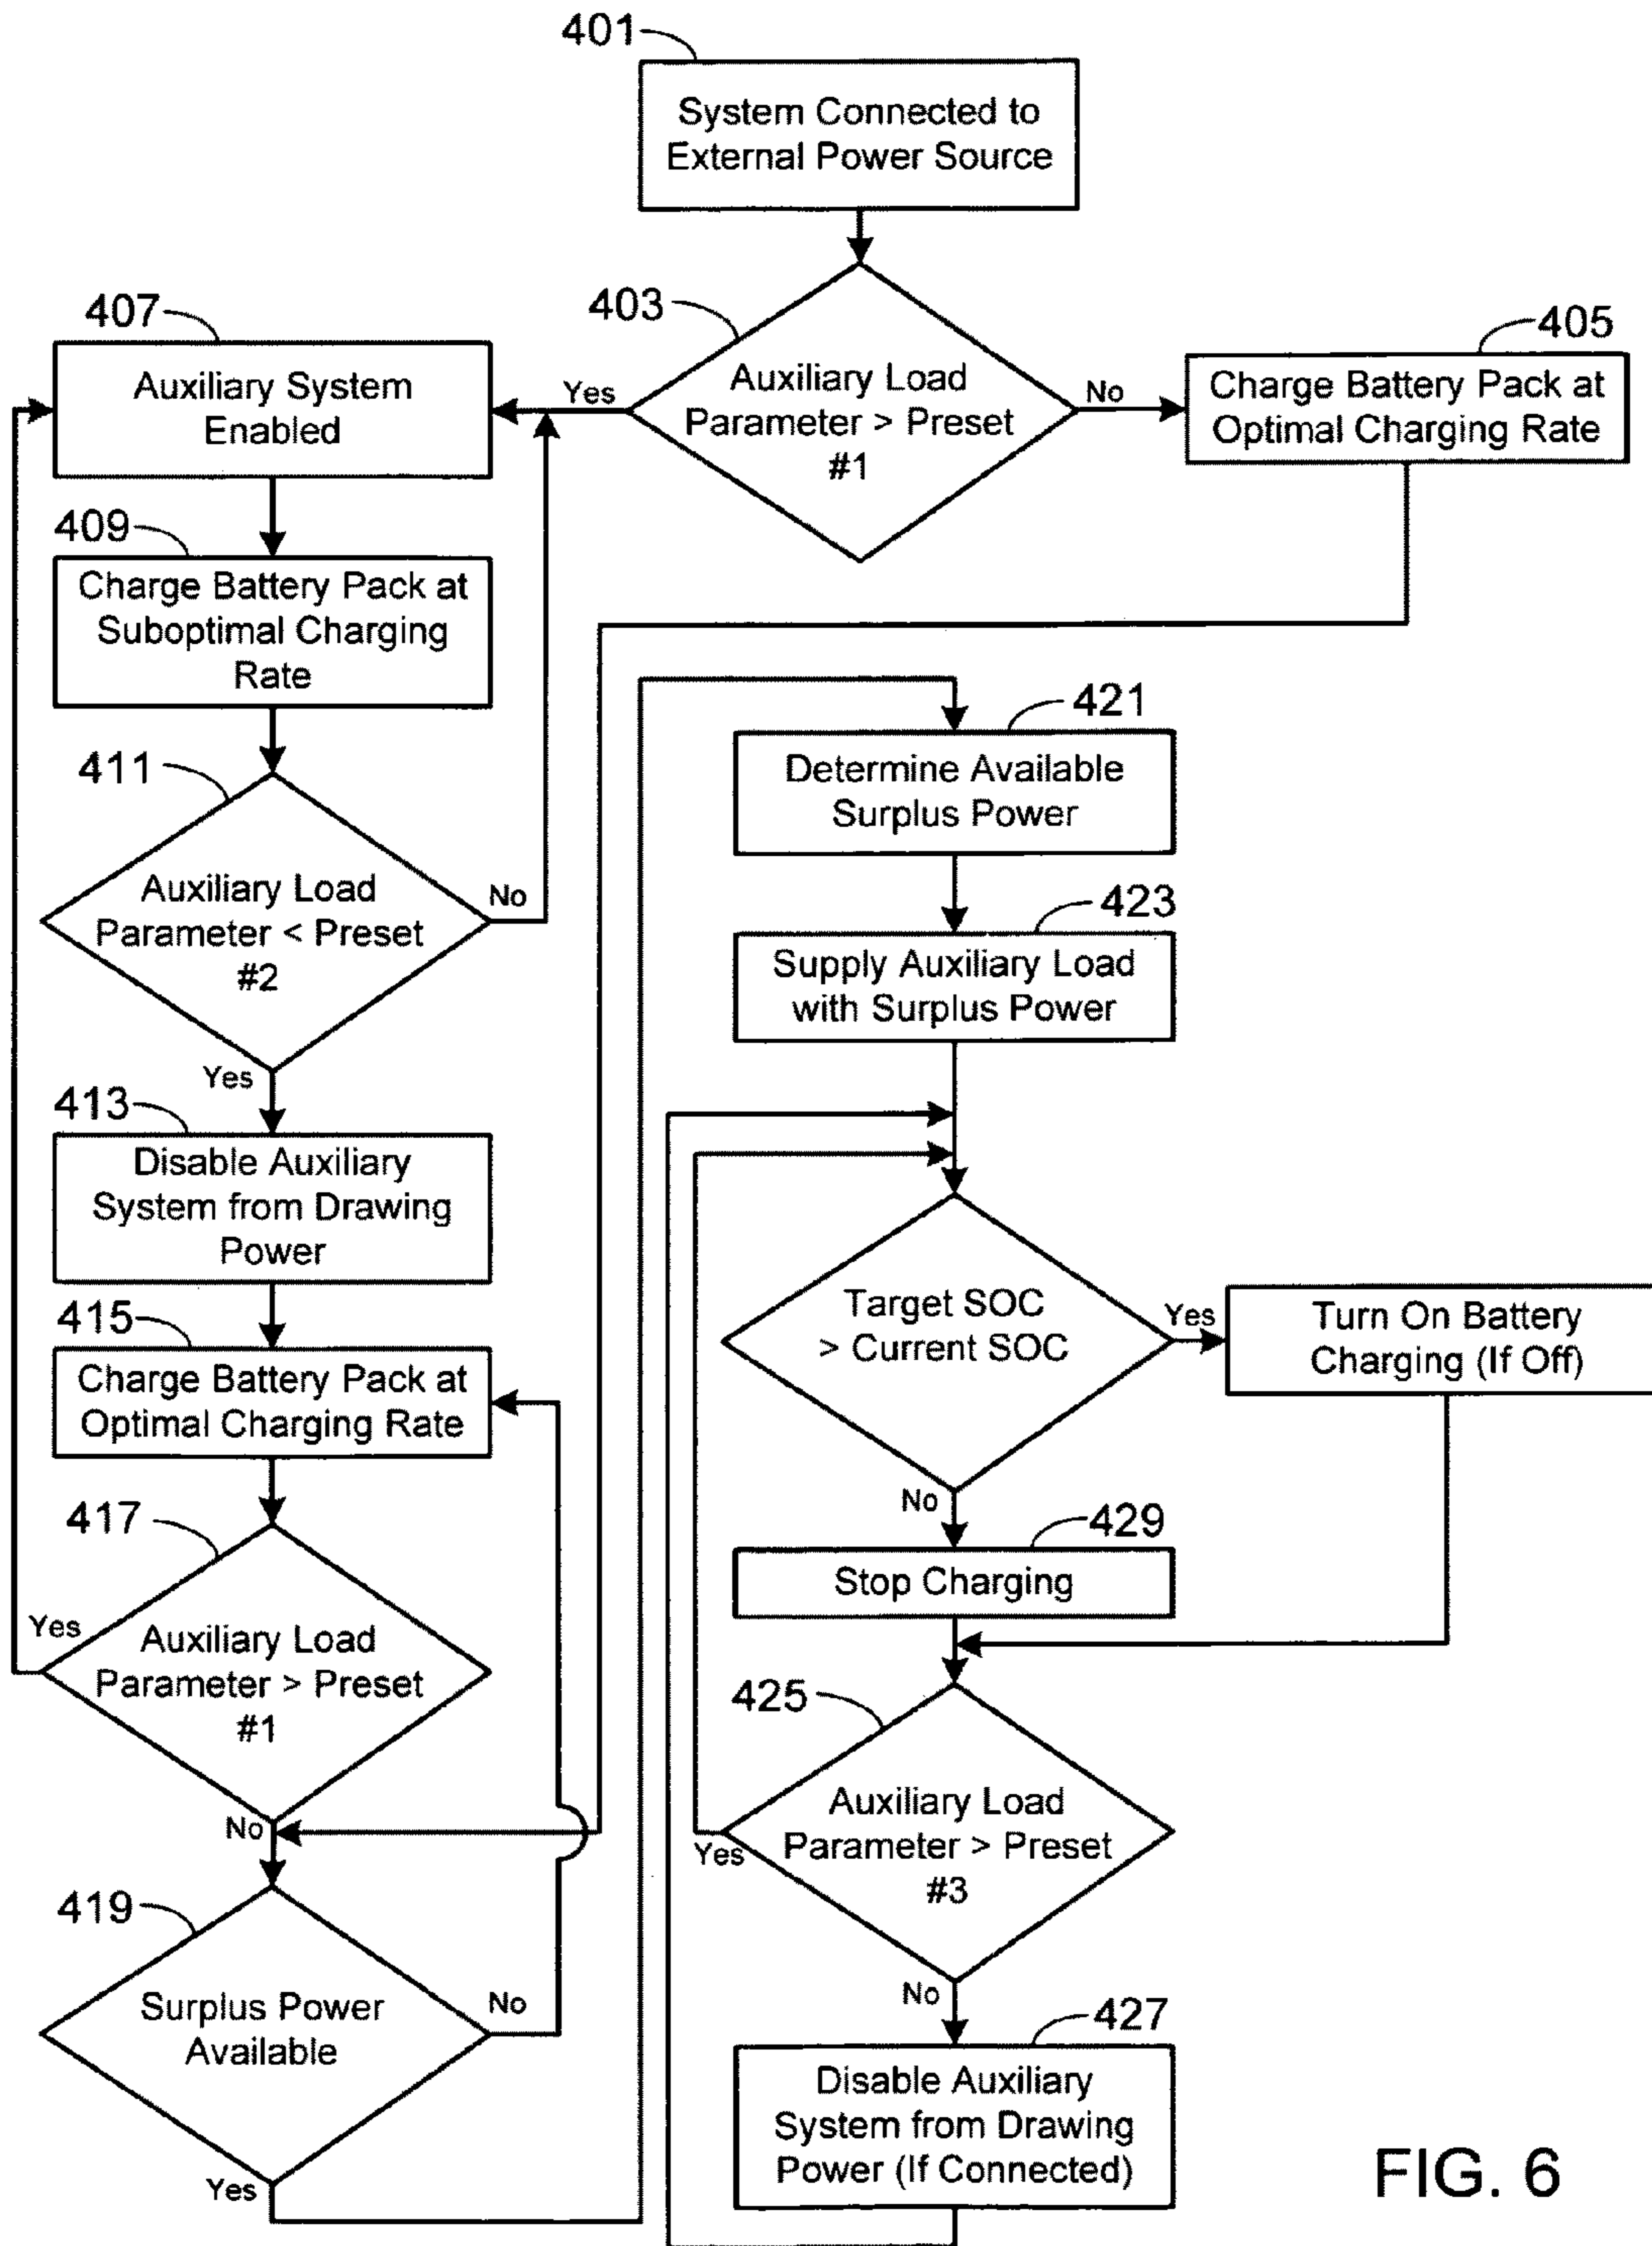 401
System Connected to
External Power Source
403
Auxiliary Load
Parameter > Preset
#1
Yes
No
405
Charge Battery Pack at
Optimal Charging Rate
407
Auxiliary System
Enabled
409
Charge Battery Pack at
Suboptimal Charging
Rate
411
Auxiliary Load
Parameter < Preset
#2
No
Yes
413
Disable Auxiliary
System from Drawing
Power
415
Charge Battery Pack at
Optimal Charging Rate
417
Auxiliary Load
Parameter > Preset
#1
Yes
No
419
Surplus Power
Available
No
Yes
421
Determine Available
Surplus Power
423
Supply Auxiliary Load
with Surplus Power
Target SOC
> Current SOC
Yes
Turn On Battery
Charging (If Off)
No
429
Stop Charging
425
Auxiliary Load
Parameter > Preset
#3
Yes
No
427
Disable Auxiliary
System from Drawing
Power (If Connected)
FIG. 6